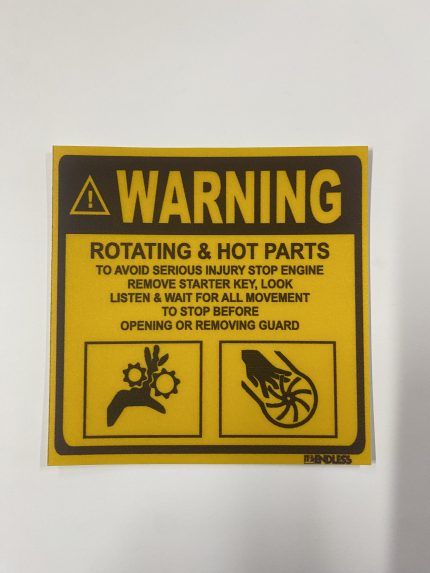 WARNING
ROTATING & HOT PARTS
TO AVOID SERIOUS INJURY STOP ENGINE
REMOVE STARTER KEY, LOOK
LISTEN & WAIT FOR ALL MOVEMENT
TO STOP BEFORE
OPENING OR REMOVING GUARD
ENDLESS